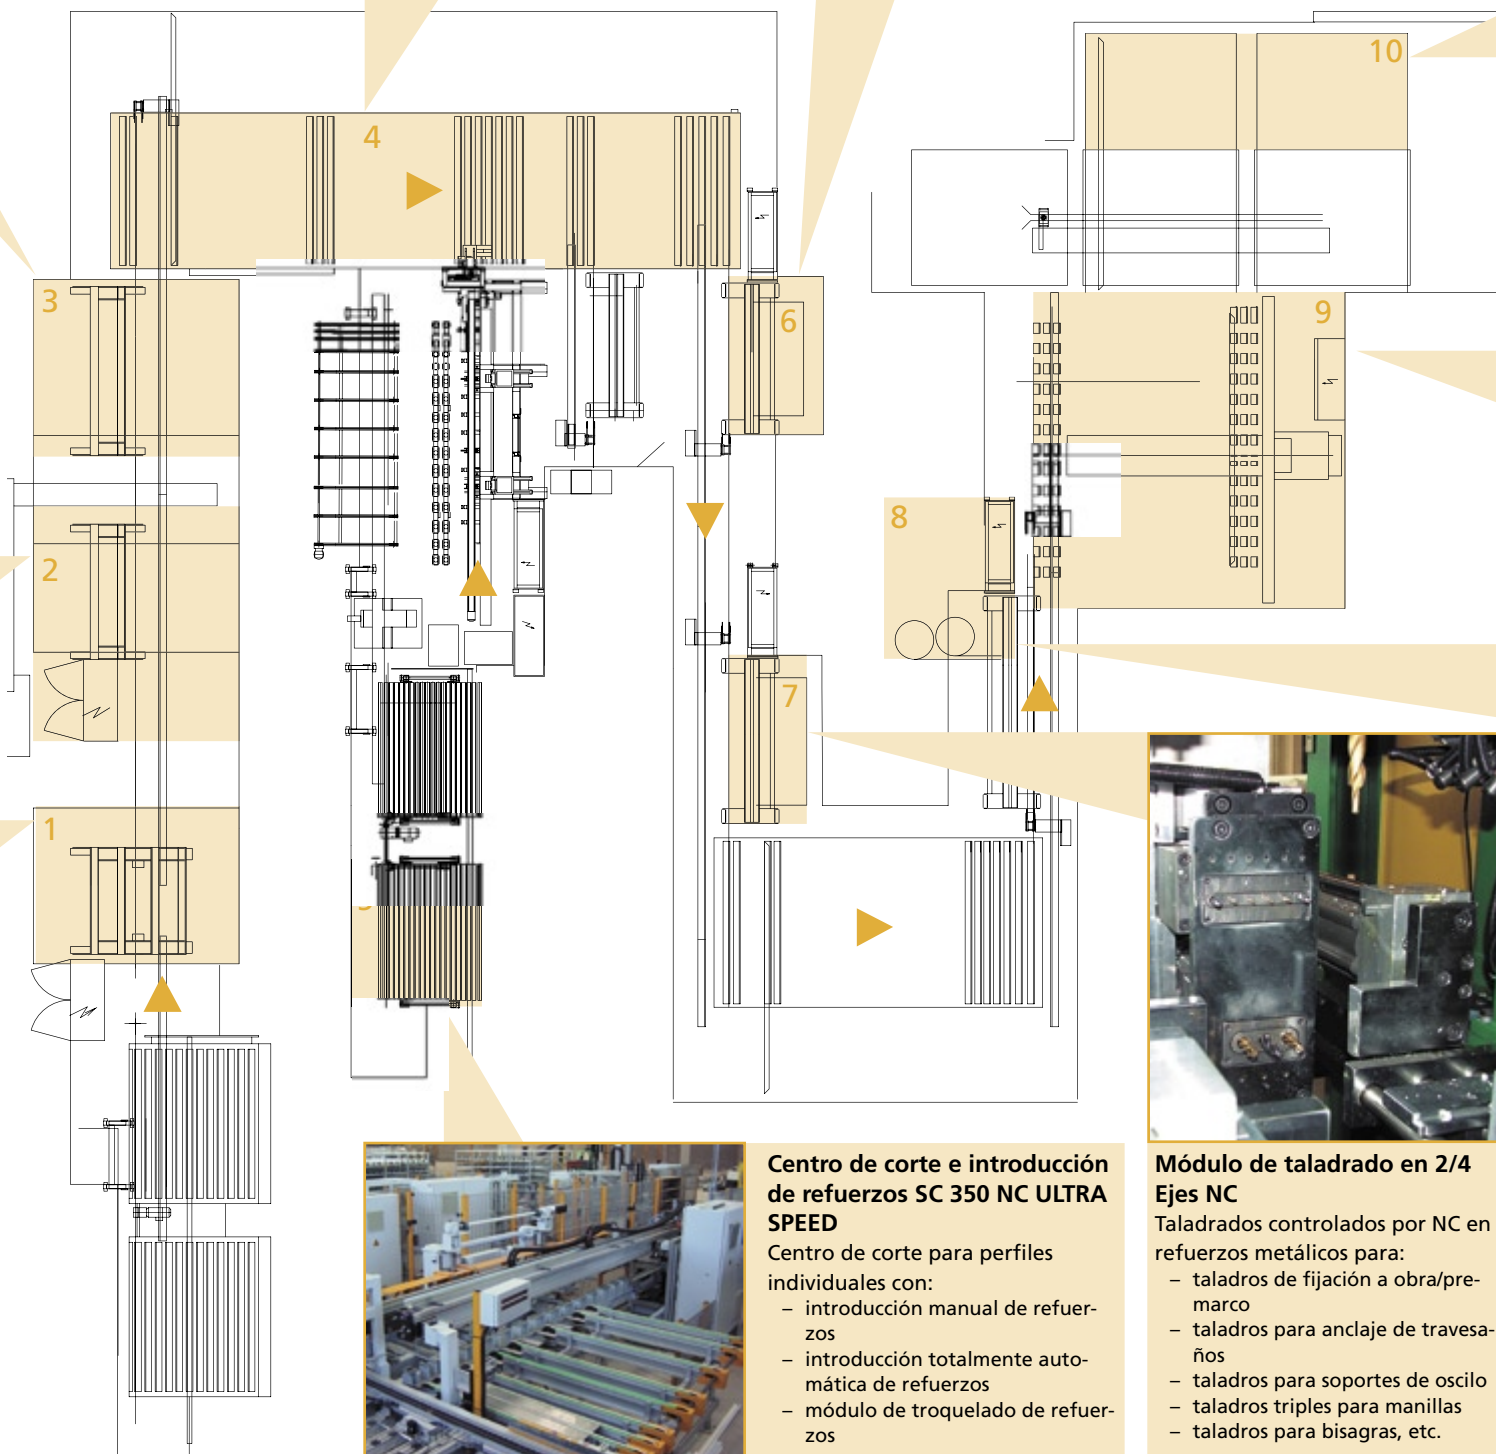 10
4
3
6
9
8
2
7
1
Centro de corte e introducción
de refuerzos SC 350 NC ULTRA
SPEED
Centro de corte para perfiles
individuales con:
– introducción manual de refuer-
zos
– introducción totalmente auto-
mática de refuerzos
– módulo de troquelado de refuer-
zos
Módulo de taladrado en 2/4
Ejes NC
Taladrados controlados por NC en
refuerzos metálicos para:
– taladros de fijación a obra/pre-
marco
– taladros para anclaje de travesa-
ños
– taladros para soportes de oscilo
– taladros triples para manillas
– taladros para bisagras, etc.